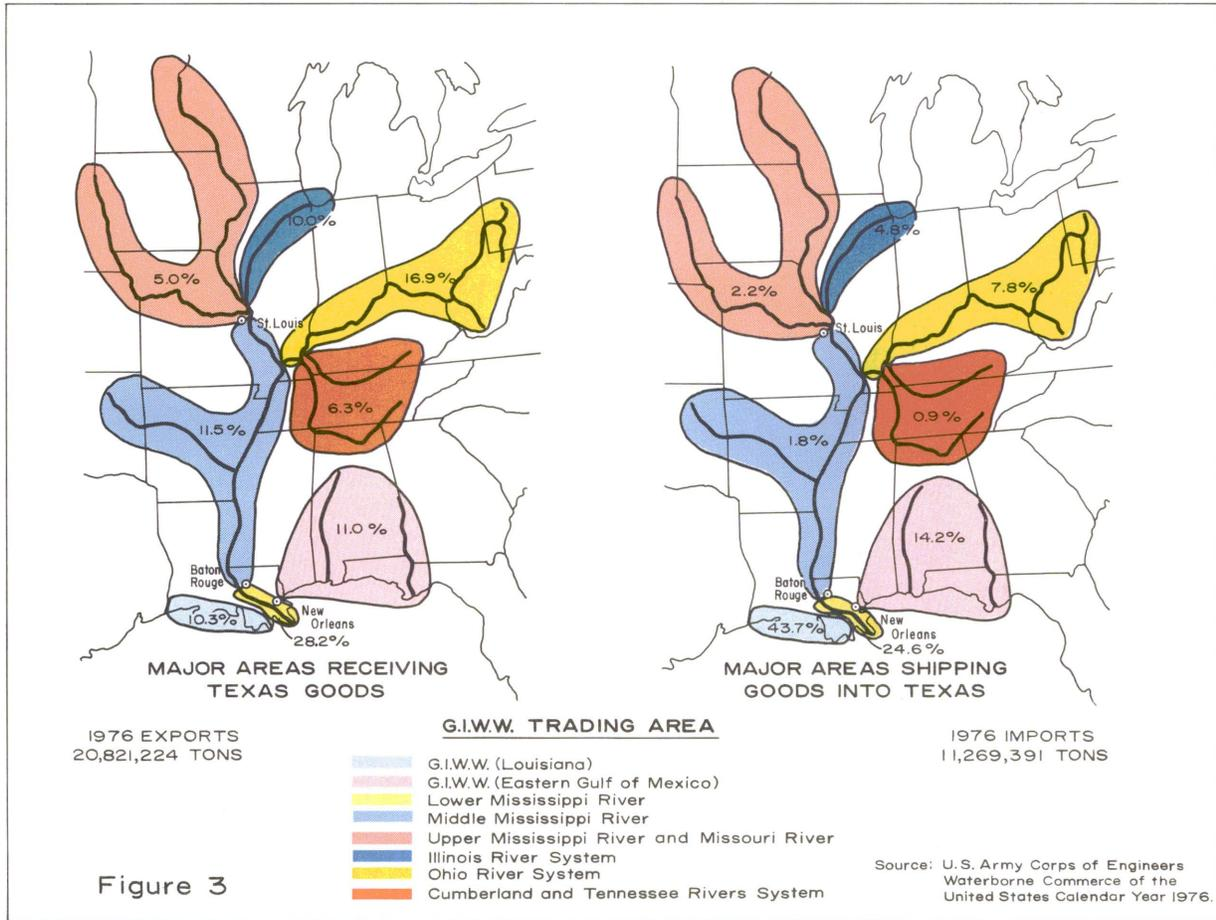 10.0%
5.0%
16.9%
St. Louis
6.3%
11.5%
11.0%
Baton
Rouge
10.3%
New
Orleans
28.2%
MAJOR AREAS RECEIVING
TEXAS GOODS
4.8%
2.2%
7.8%
St. Louis
0.9%
1.8%
14.2%
Baton
Rouge
43.7%
New
Orleans
24.6%
MAJOR AREAS SHIPPING
GOODS INTO TEXAS
1976 EXPORTS
20,821,224 TONS
G.I.W.W. TRADING AREA
1976 IMPORTS
11,269,391 TONS
G.I.W.W. (Louisiana)
G.I.W.W. (Eastern Gulf of Mexico)
Lower Mississippi River
Middle Mississippi River
Upper Mississippi River and Missouri River
Illinois River System
Ohio River System
Cumberland and Tennessee Rivers System
Figure 3
Source: U.S. Army Corps of Engineers
Waterborne Commerce of the
United States Calendar Year 1976.